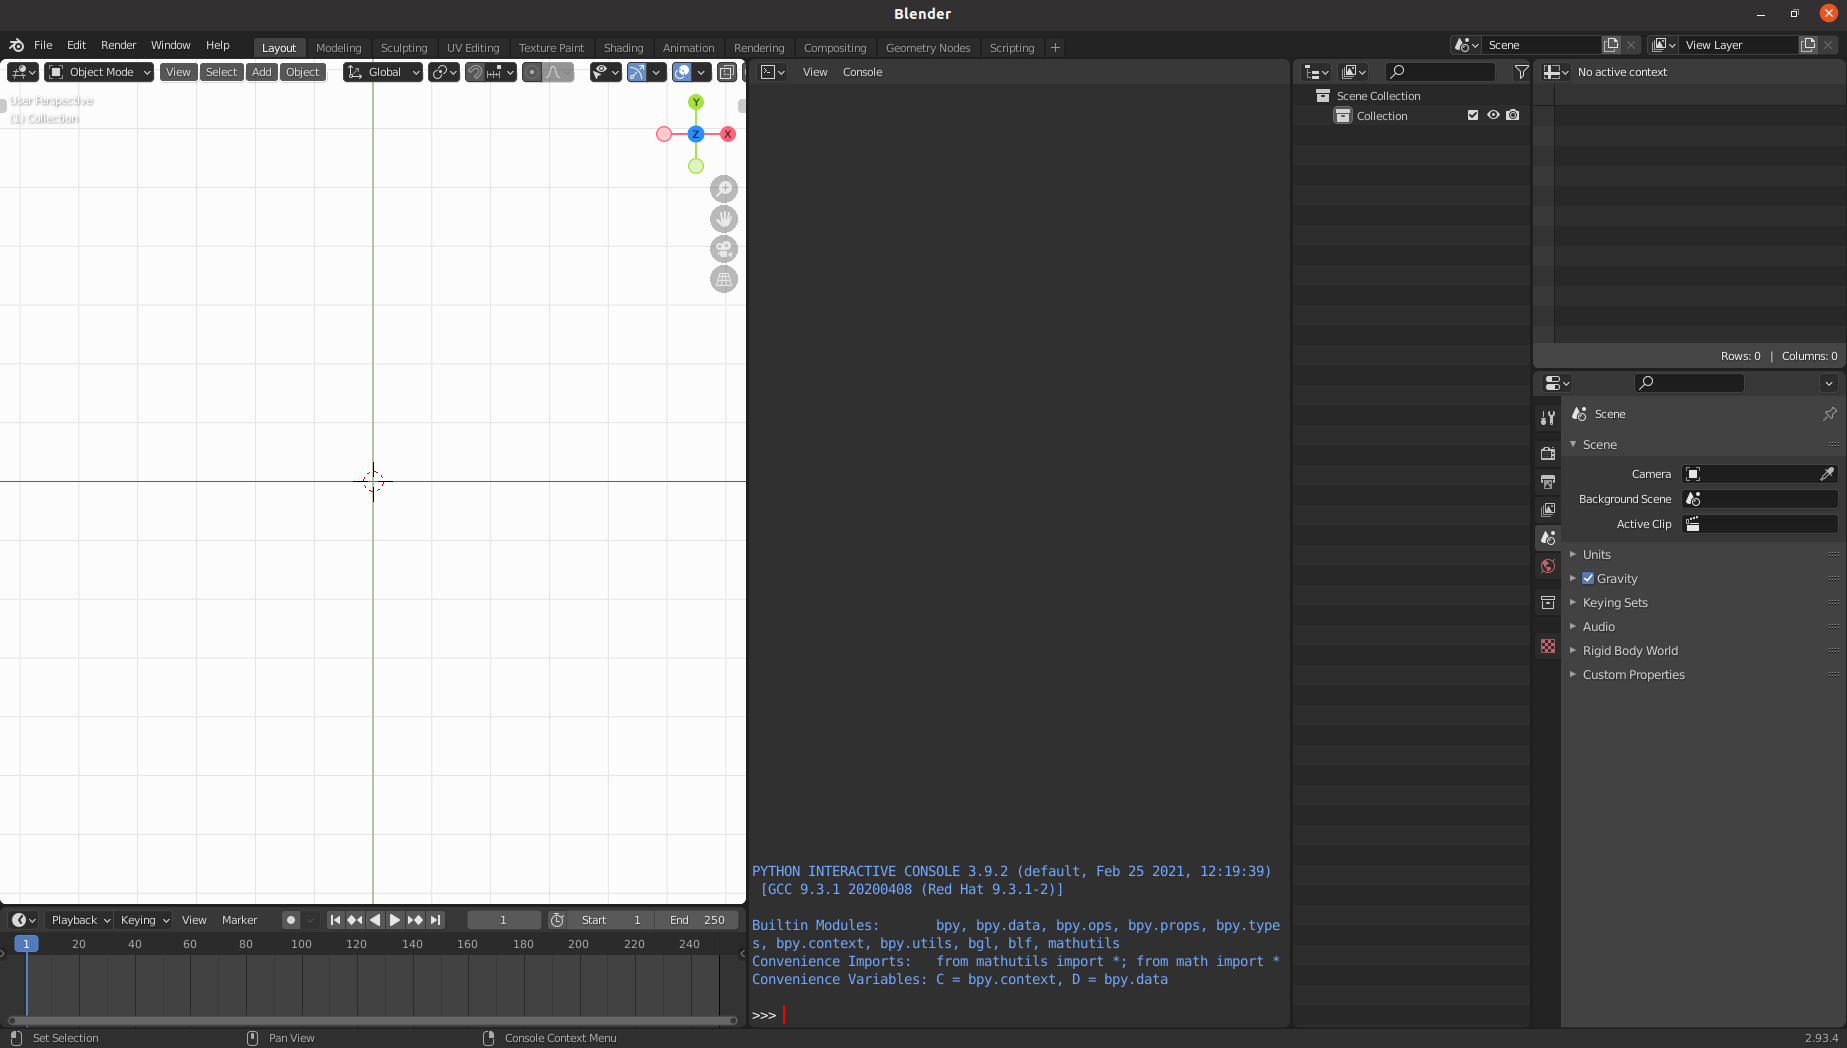 Blender
File Edit Render Window Help Layout Modeling Sculpting UV Editing Texture Paint Shading Animation Rendering Compositing Geometry Nodes Scripting + Scene View Layer
Object Mode View Select Add Object Global
User Perspective
(1) Collection
Y
Z
X
View Console
PYTHON INTERACTIVE CONSOLE 3.9.2 (default, Feb 25 2021, 12:19:39)
[GCC 9.3.1 20200408 (Red Hat 9.3.1-2)]
Builtin Modules: bpy, bpy.data, bpy.ops, bpy.props, bpy.type
s, bpy.context, bpy.utils, bgl, blf, mathutils
Convenience Imports: from mathutils import *; from math import *
Convenience Variables: C = bpy.context, D = bpy.data
>>>
Scene Collection
Collection
No active context
Rows: 0 | Columns: 0
Scene
Scene
Camera
Background Scene
Active Clip
Units
Gravity
Keying Sets
Audio
Rigid Body World
Custom Properties
Playback Keying View Marker 1 Start 1 End 250
1 20 40 60 80 100 120 140 160 180 200 220 240
Set Selection Pan View Console Context Menu 2.93.4